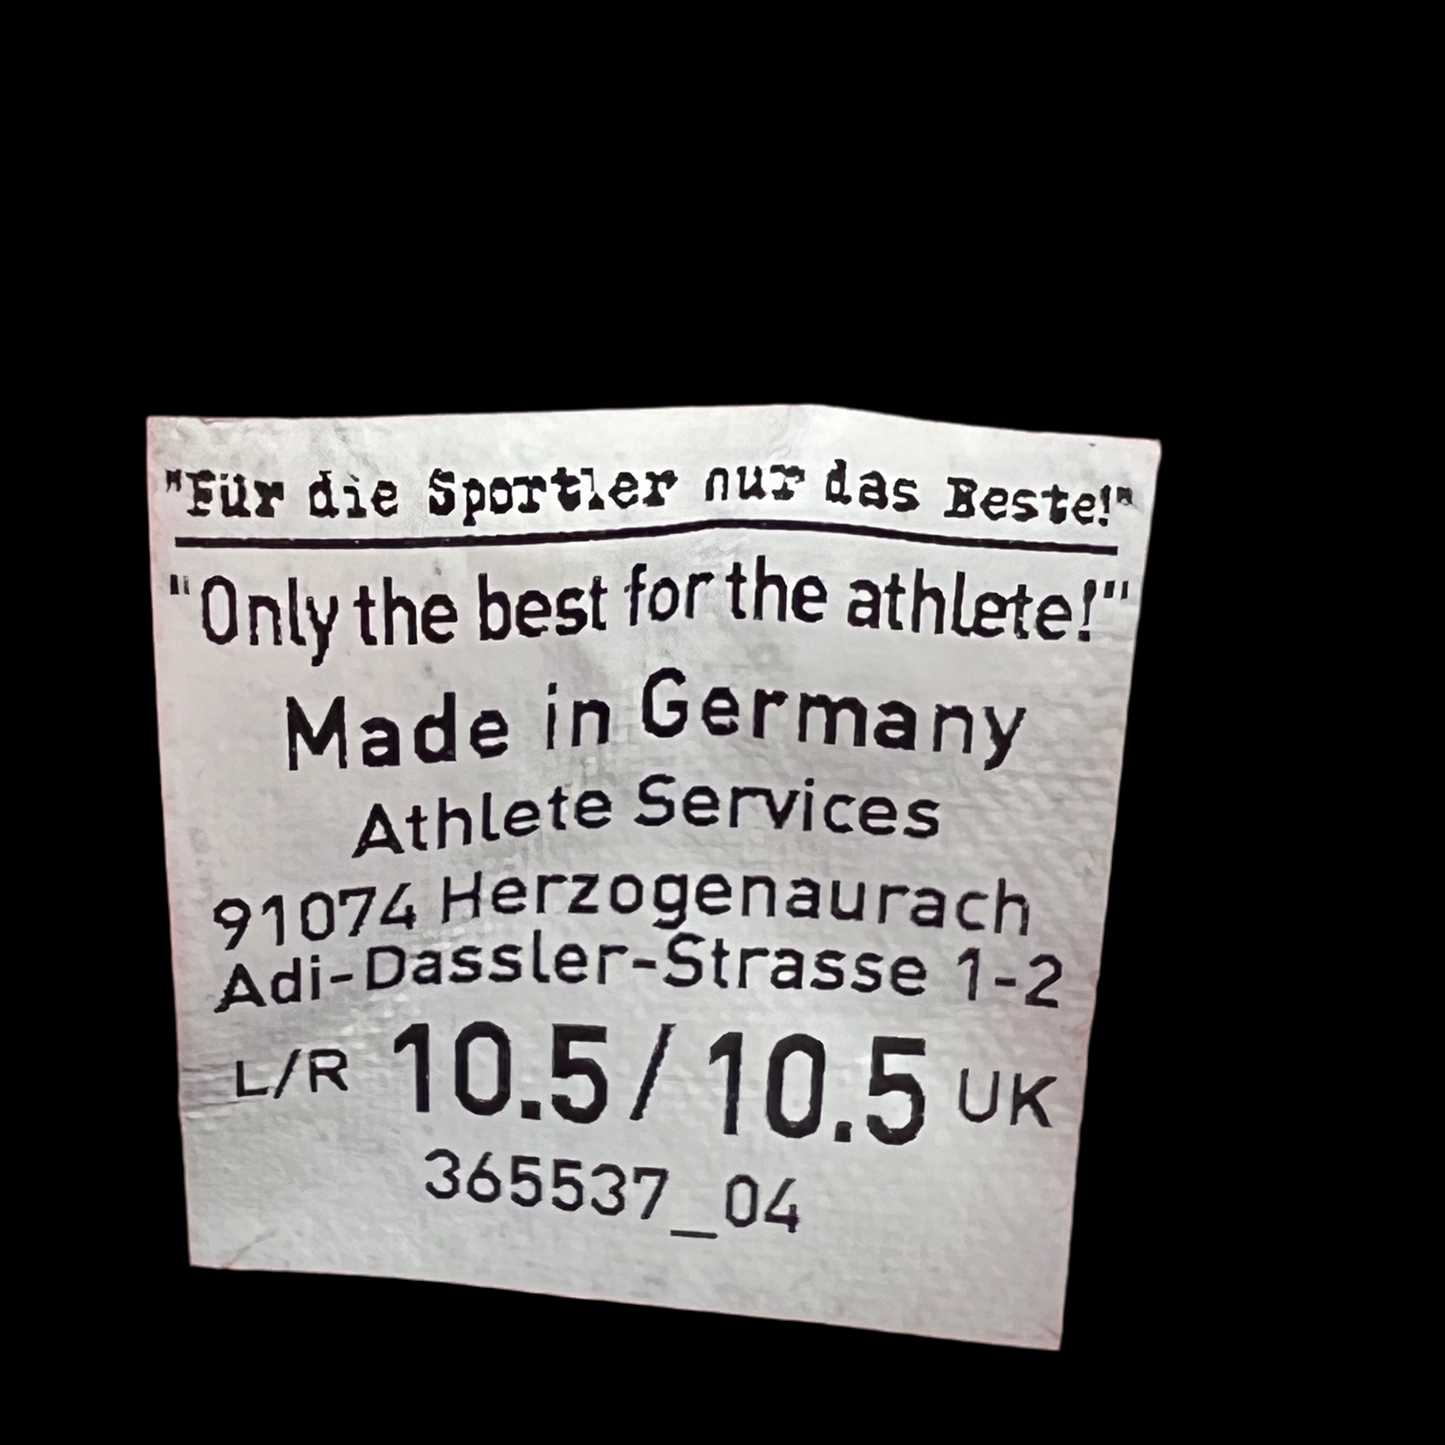 "Für die Sportler nur das Beste!"
"Only the best for the athlete!"
Made in Germany
Athlete Services
91074 Herzogenaurach
Adi-Dassler-Strasse 1-2
L/R 10.5/10.5 UK
365537_04